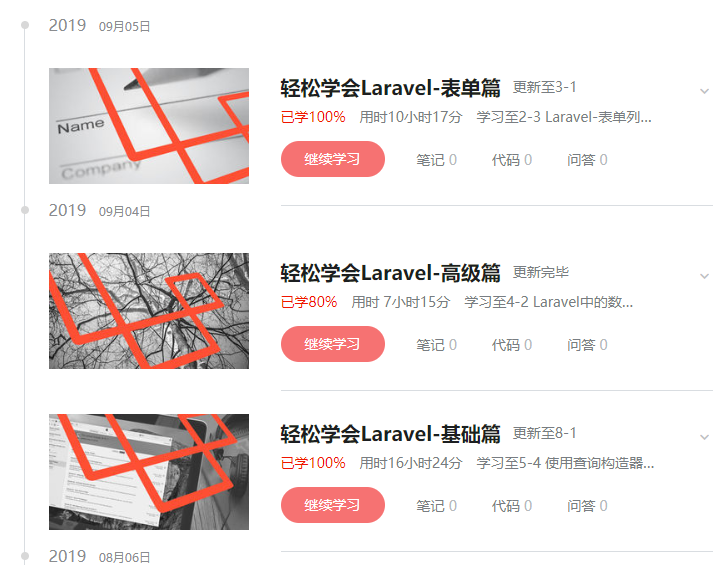 2019 09月05日
Name
Company
轻松学会Laravel-表单篇 更新至3-1
已学100% 用时10小时17分 学习至2-3 Laravel-表单列...
继续学习 笔记 0 代码 0 问答 0
2019 09月04日
轻松学会Laravel-高级篇 更新完毕
已学80% 用时 7小时15分 学习至4-2 Laravel中的数...
继续学习 笔记 0 代码 0 问答 0
轻松学会Laravel-基础篇 更新至8-1
已学100% 用时16小时24分 学习至5-4 使用查询构造器...
继续学习 笔记 0 代码 0 问答 0
2019 08月06日